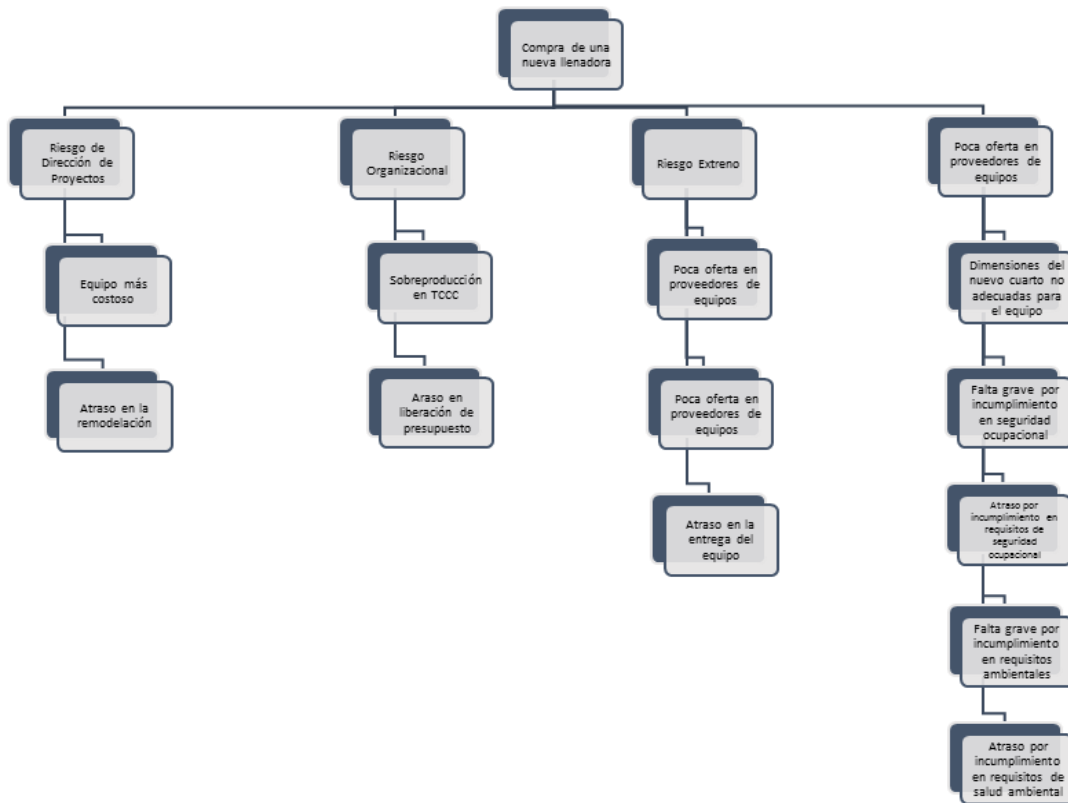 Compra de una
nueva llenadora
Riesgo de
Dirección de
Proyectos
Equipo más
costoso
Atraso en la
remodelación
Riesgo
Organizacional
Sobreproducción
en TCCC
Araso en
liberación de
presupuesto
Riesgo Extreno
Poca oferta en
proveedores de
equipos
Poca oferta en
proveedores de
equipos
Atraso en la
entrega del
equipo
Poca oferta en
proveedores de
equipos
Dimensiones del
nuevo cuarto no
adecuadas para
el equipo
Falta grave por
incumplimiento
en seguridad
ocupacional
Atraso por
incumplimiento en
requisitos de
seguridad
ocupacional
Falta grave por
incumplimiento
en requisitos
ambientales
Atraso por
incumplimiento
en requisitos de
salud ambiental